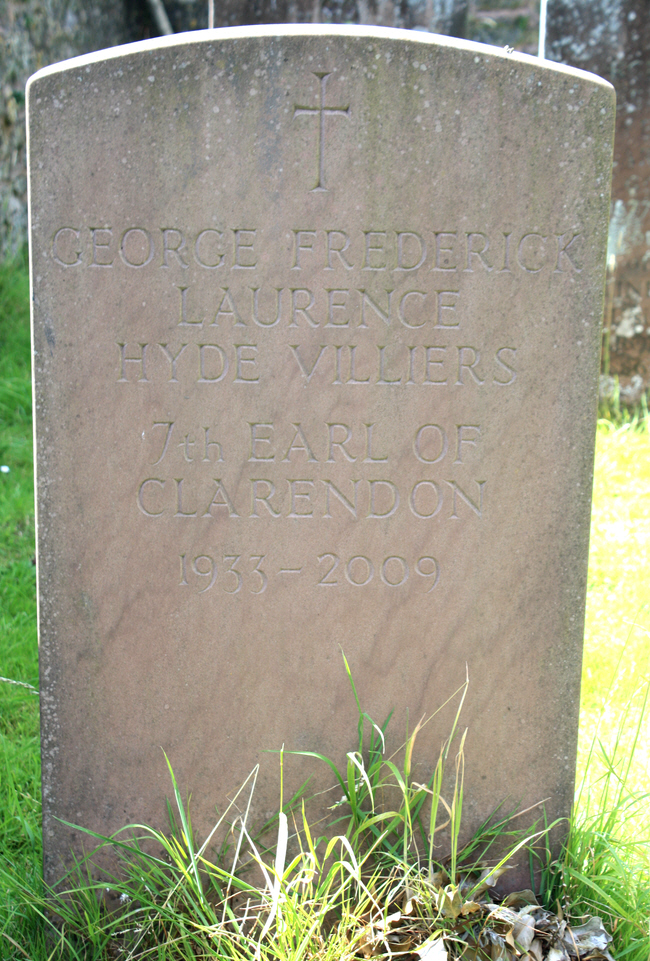 GEORGE FREDERICK
LAURENCE
HYDE VILLIERS
7th EARL OF
CLARENDON
1933 – 2009